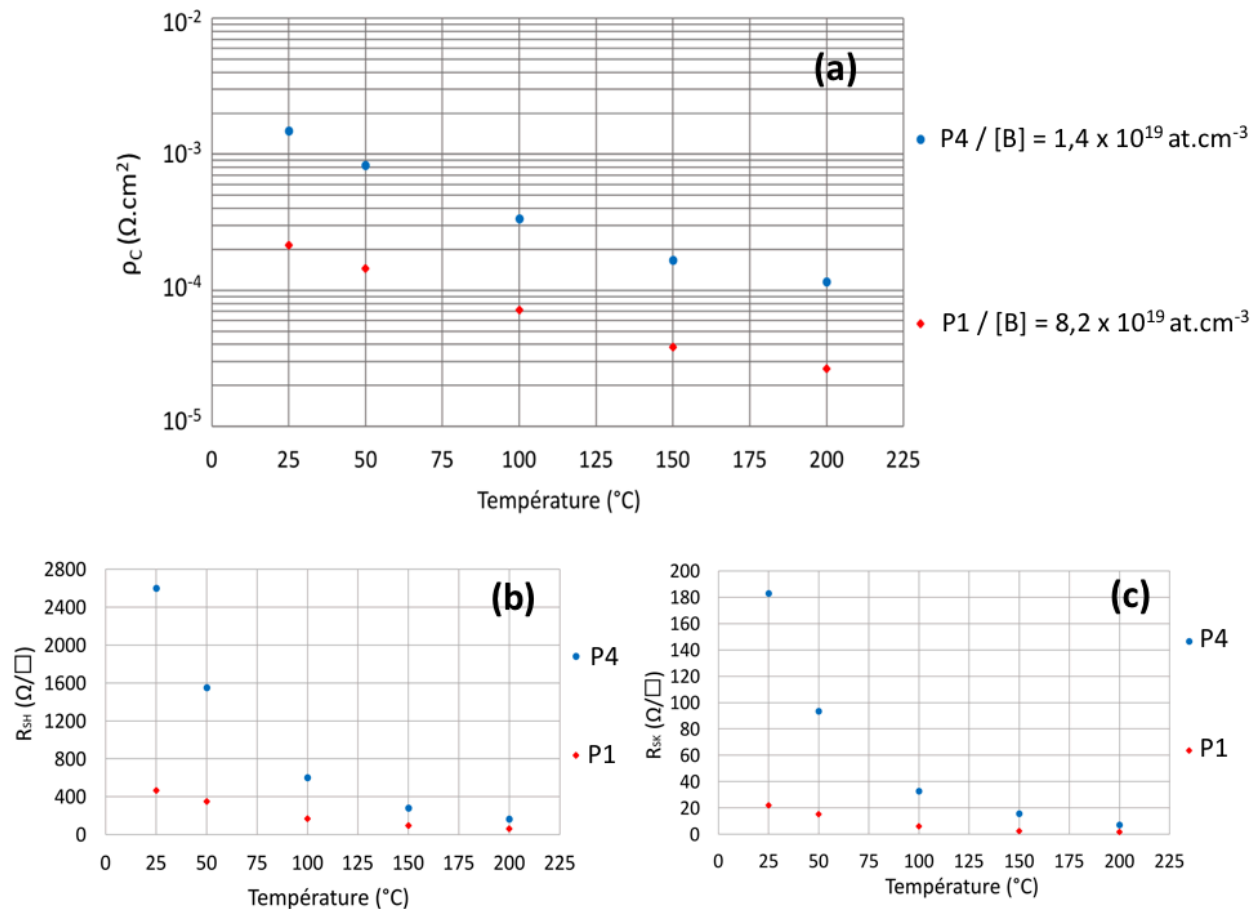 10⁻²
(a)
10⁻³
10⁻⁴
10⁻⁵
ρC (Ω.cm²)
0 25 50 75 100 125 150 175 200 225
Température (°C)
P4 / [B] = 1,4 x 10¹⁹ at.cm⁻³
P1 / [B] = 8,2 x 10¹⁹ at.cm⁻³
2800
2400
2000
1600
1200
800
400
0
RSH (Ω/□)
(b)
0 25 50 75 100 125 150 175 200 225
Température (°C)
P4
P1
200
180
160
140
120
100
80
60
40
20
0
RSK (Ω/□)
(c)
0 25 50 75 100 125 150 175 200 225
Température (°C)
P4
P1